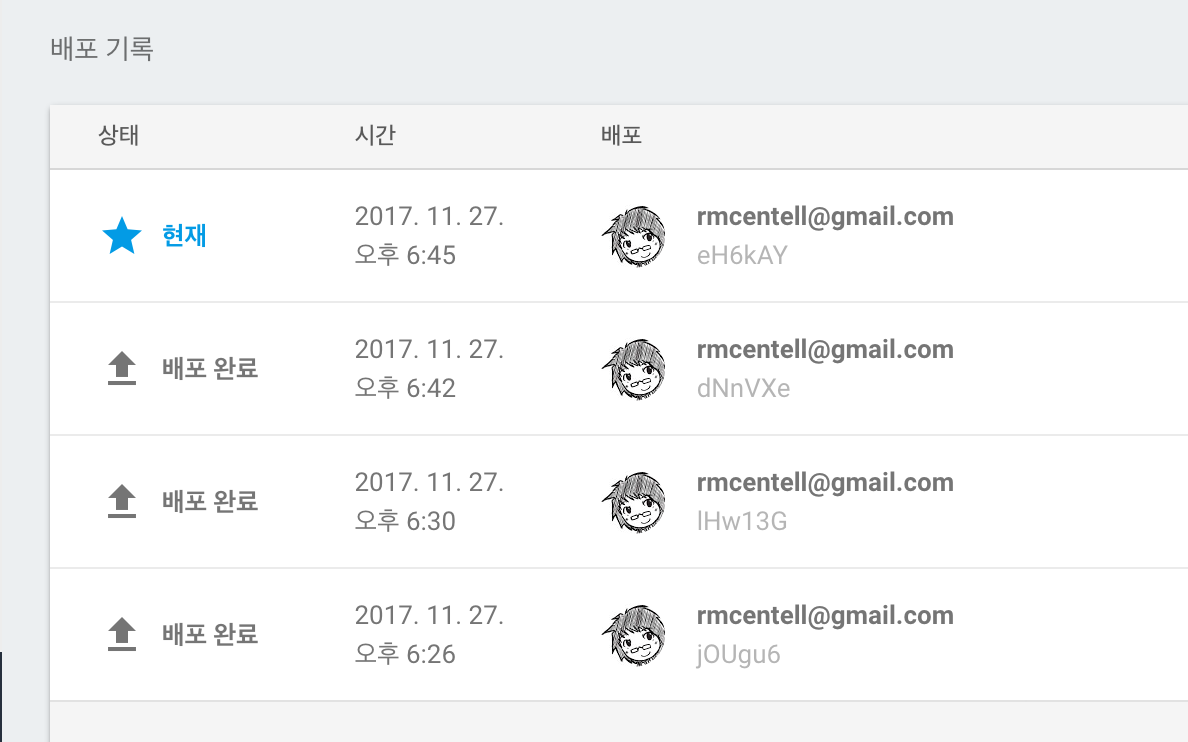 배포 기록
상태 시간 배포
현재
2017. 11. 27.
오후 6:45
rmcentell@gmail.com
eH6kAY
배포 완료
2017. 11. 27.
오후 6:42
rmcentell@gmail.com
dNnVXe
배포 완료
2017. 11. 27.
오후 6:30
rmcentell@gmail.com
lHw13G
배포 완료
2017. 11. 27.
오후 6:26
rmcentell@gmail.com
jOUgu6